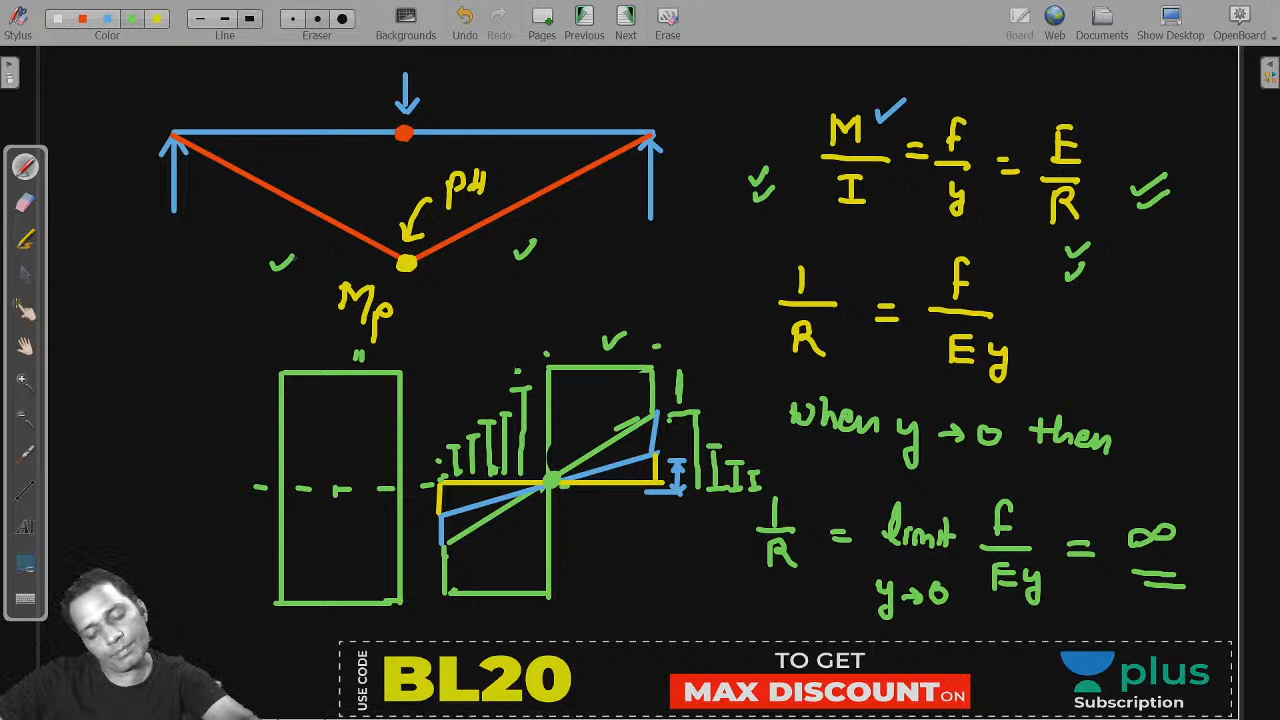 Stylus
Color
Line
Eraser
Backgrounds
Undo
Redo
Pages
Previous
Next
Erase
Board
Web
Documents
Show Desktop
OpenBoard
PH
Mp
M/I = f/y = E/R
1/R = f/Ey
when y → 0 then
1/R = limit f/Ey = ∞
y→0
USE CODE
BL20
TO GET
MAX DISCOUNT ON
plus
Subscription